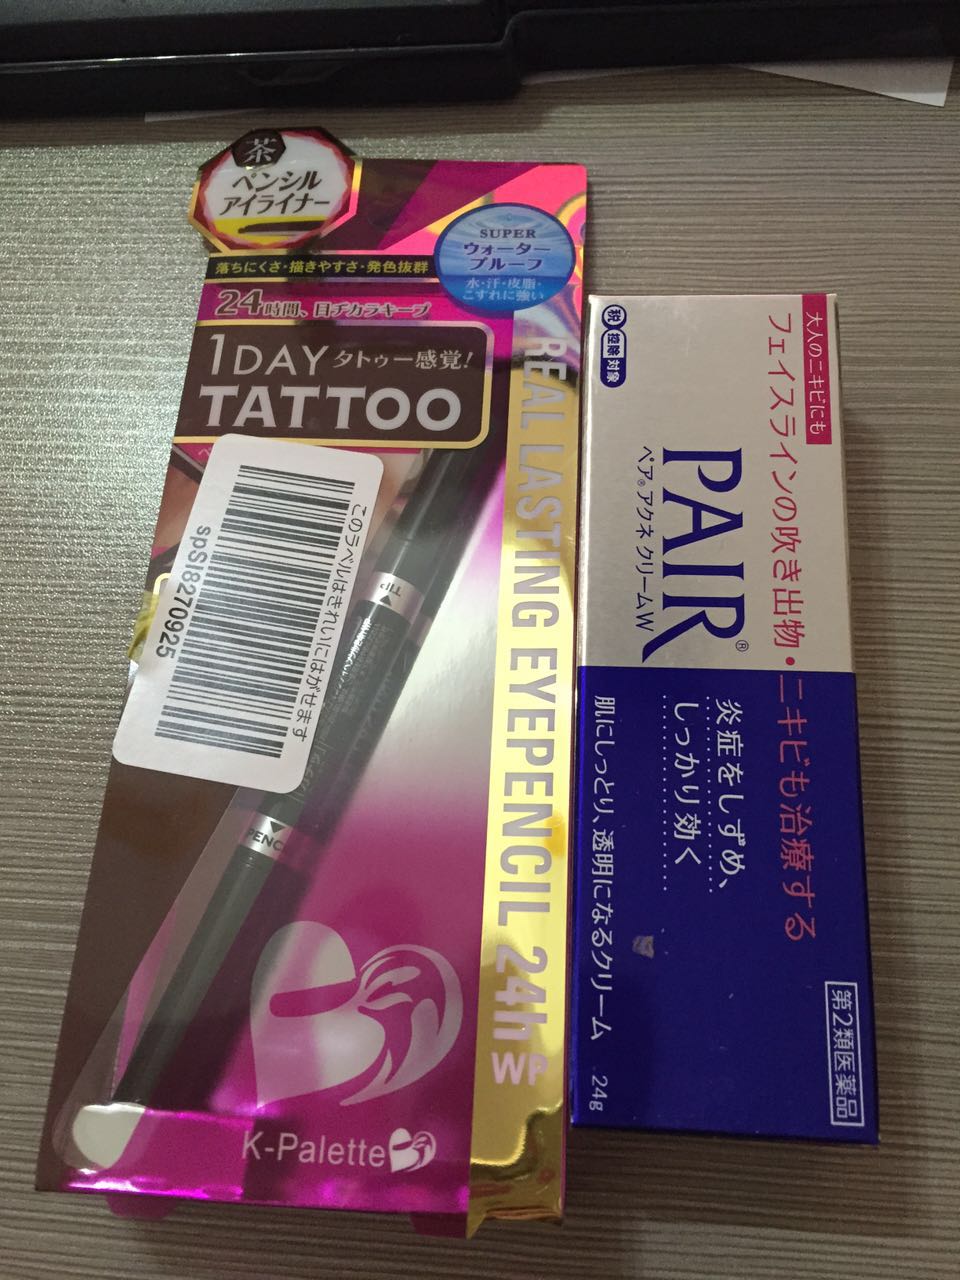 茶
ペンシル
アイライナー
SUPER
ウォーター
プルーフ
水・汗・皮脂・
こすれに強い
落ちにくさ・描きやすさ・発色抜群
24時間、目ヂカラキープ
1DAY タトゥー感覚!
TATTOO
このラベルはきれいにはがせます
spSl8270925
TIP
PENC
REAL LASTING EYEPENCIL 24h WP
K-Palette
大人のニキビにも
フェイスラインの吹き出物・ニキビも治療する
税 控除 対象
PAIR®
ペア®アクネ クリームW
炎症をしずめ、
しっかり効く
肌にしっとり、透明になるクリーム
24g
第2類医薬品